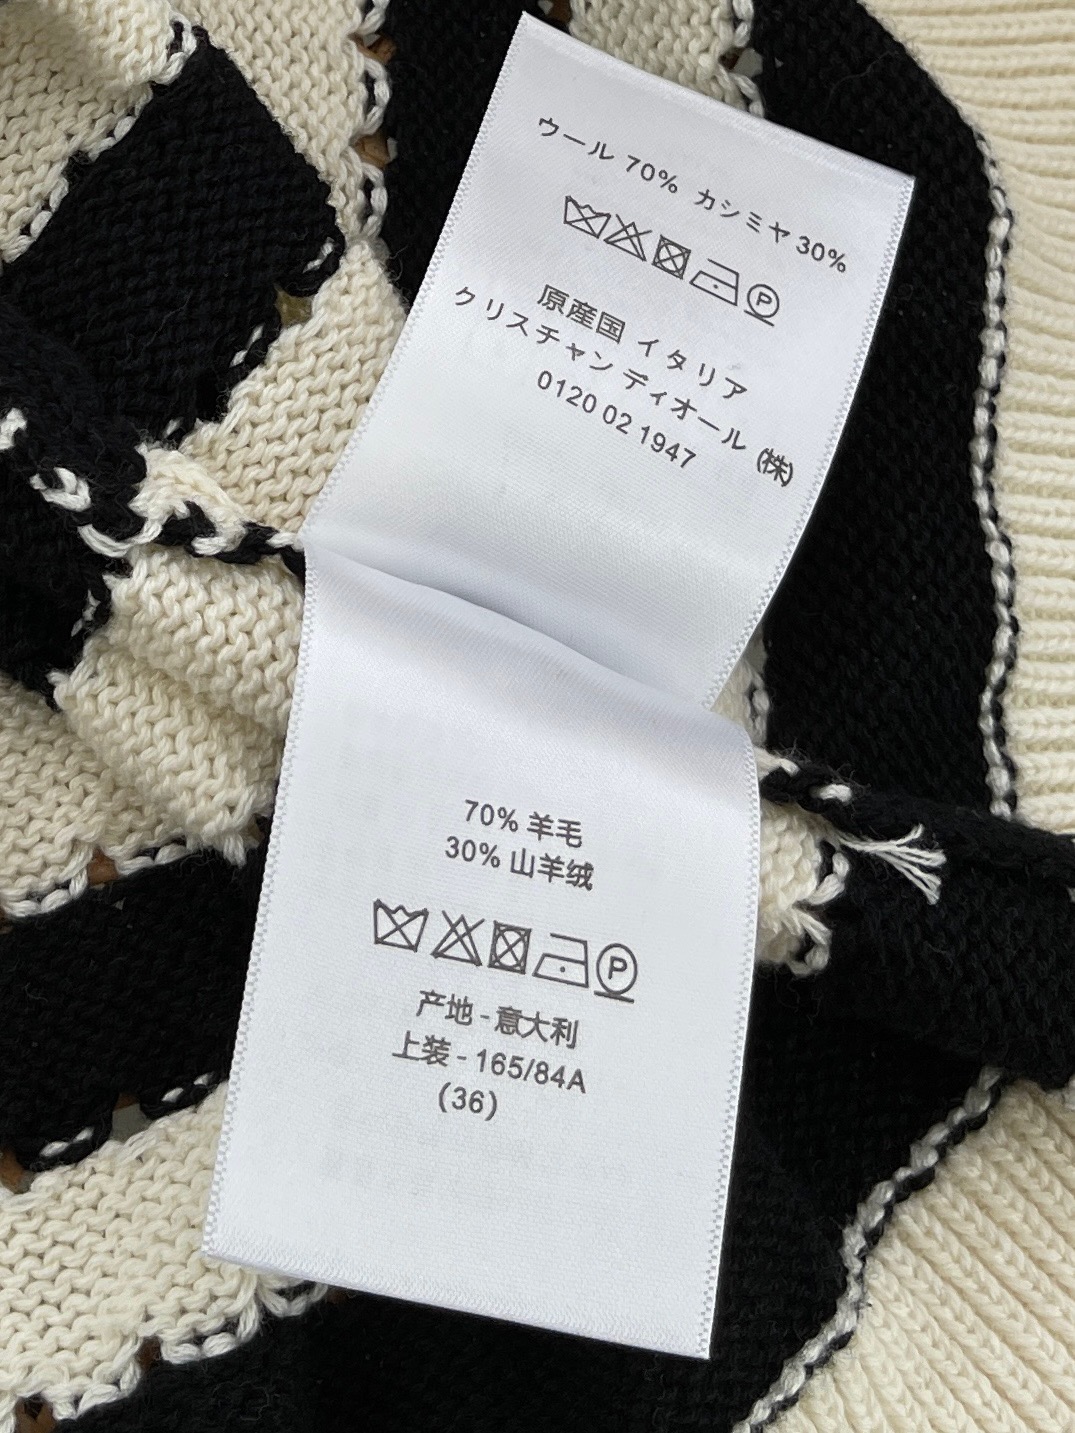 ウール 70% カシミヤ 30%
P
原産国 イタリア
クリスチャン ディオール (株)
0120 02 1947
70% 羊毛
30% 山羊绒
P
产地 - 意大利
上装 - 165/84A
(36)